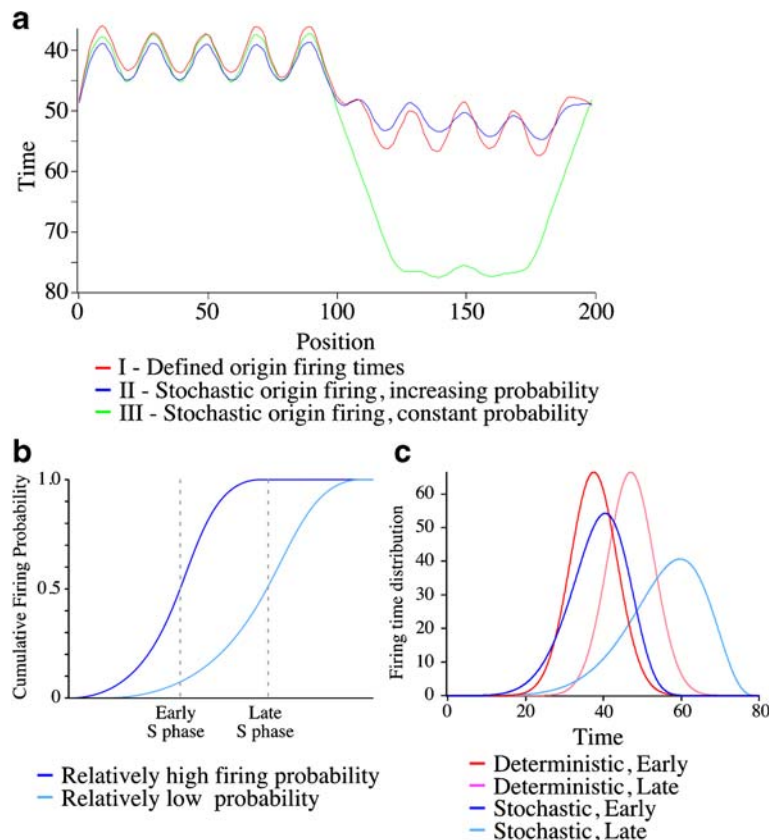 a
40
50
60
70
80
Time
0
50
100
150
200
Position
I - Defined origin firing times
II - Stochastic origin firing, increasing probability
III - Stochastic origin firing, constant probability
b
Cumulative Firing Probability
1.0
0.5
0
Early
S phase
Late
S phase
Relatively high firing probability
Relatively low probability
c
Firing time distribution
60
50
40
30
20
10
0
0
20
40
60
80
Time
Deterministic, Early
Deterministic, Late
Stochastic, Early
Stochastic, Late